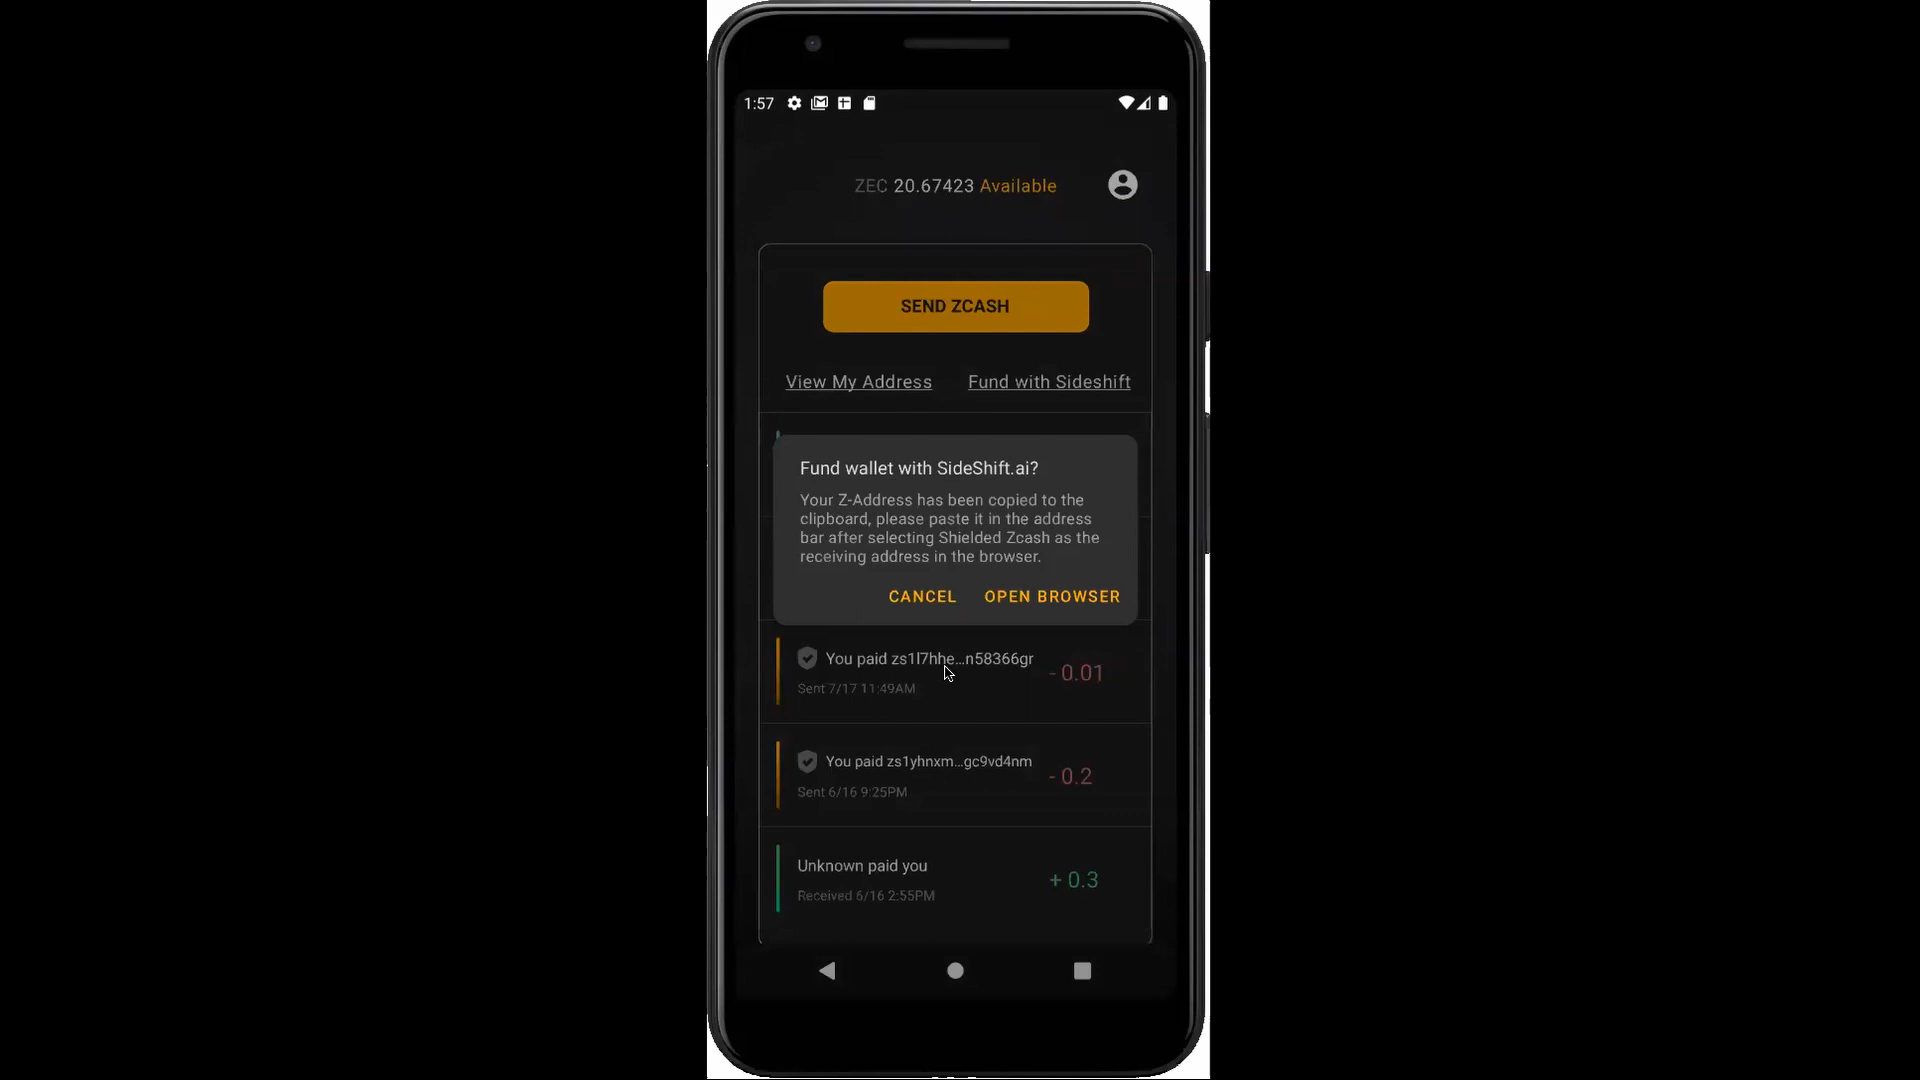 1:57
ZEC 20.67423 Available
SEND ZCASH
View My Address Fund with Sideshift
Fund wallet with SideShift.ai?
Your Z-Address has been copied to the
clipboard, please paste it in the address
bar after selecting Shielded Zcash as the
receiving address in the browser.
CANCEL OPEN BROWSER
You paid zs1l7hhe...n58366gr
- 0.01
Sent 7/17 11:49AM
You paid zs1yhnxm...gc9vd4nm
- 0.2
Sent 6/16 9:25PM
Unknown paid you
+ 0.3
Received 6/16 2:55PM